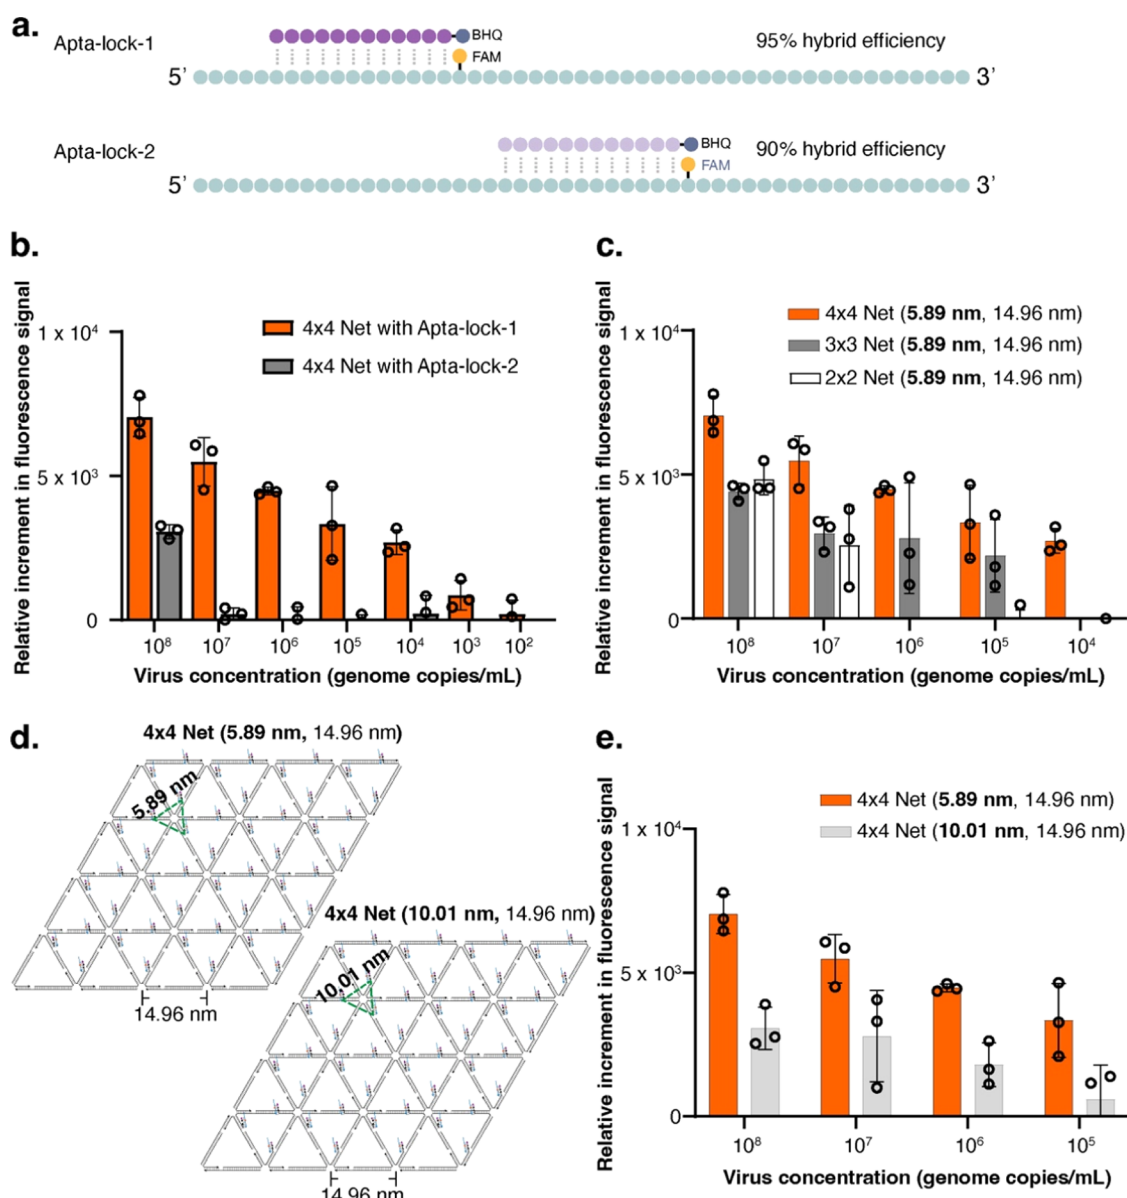 a.
Apta-lock-1
BHQ
FAM
95% hybrid efficiency
5’
3’
Apta-lock-2
BHQ
FAM
90% hybrid efficiency
5’
3’
b.
Relative increment in fluorescence signal
1 x 10⁴
5 x 10³
0
4x4 Net with Apta-lock-1
4x4 Net with Apta-lock-2
10⁸ 10⁷ 10⁶ 10⁵ 10⁴ 10³ 10²
Virus concentration (genome copies/mL)
c.
Relative increment in fluorescence signal
1 x 10⁴
5 x 10³
0
4x4 Net (5.89 nm, 14.96 nm)
3x3 Net (5.89 nm, 14.96 nm)
2x2 Net (5.89 nm, 14.96 nm)
10⁸ 10⁷ 10⁶ 10⁵ 10⁴
Virus concentration (genome copies/mL)
d.
4x4 Net (5.89 nm, 14.96 nm)
5.89 nm
14.96 nm
4x4 Net (10.01 nm, 14.96 nm)
10.01 nm
14.96 nm
e.
Relative increment in fluorescence signal
1 x 10⁴
5 x 10³
0
4x4 Net (5.89 nm, 14.96 nm)
4x4 Net (10.01 nm, 14.96 nm)
10⁸ 10⁷ 10⁶ 10⁵
Virus concentration (genome copies/mL)